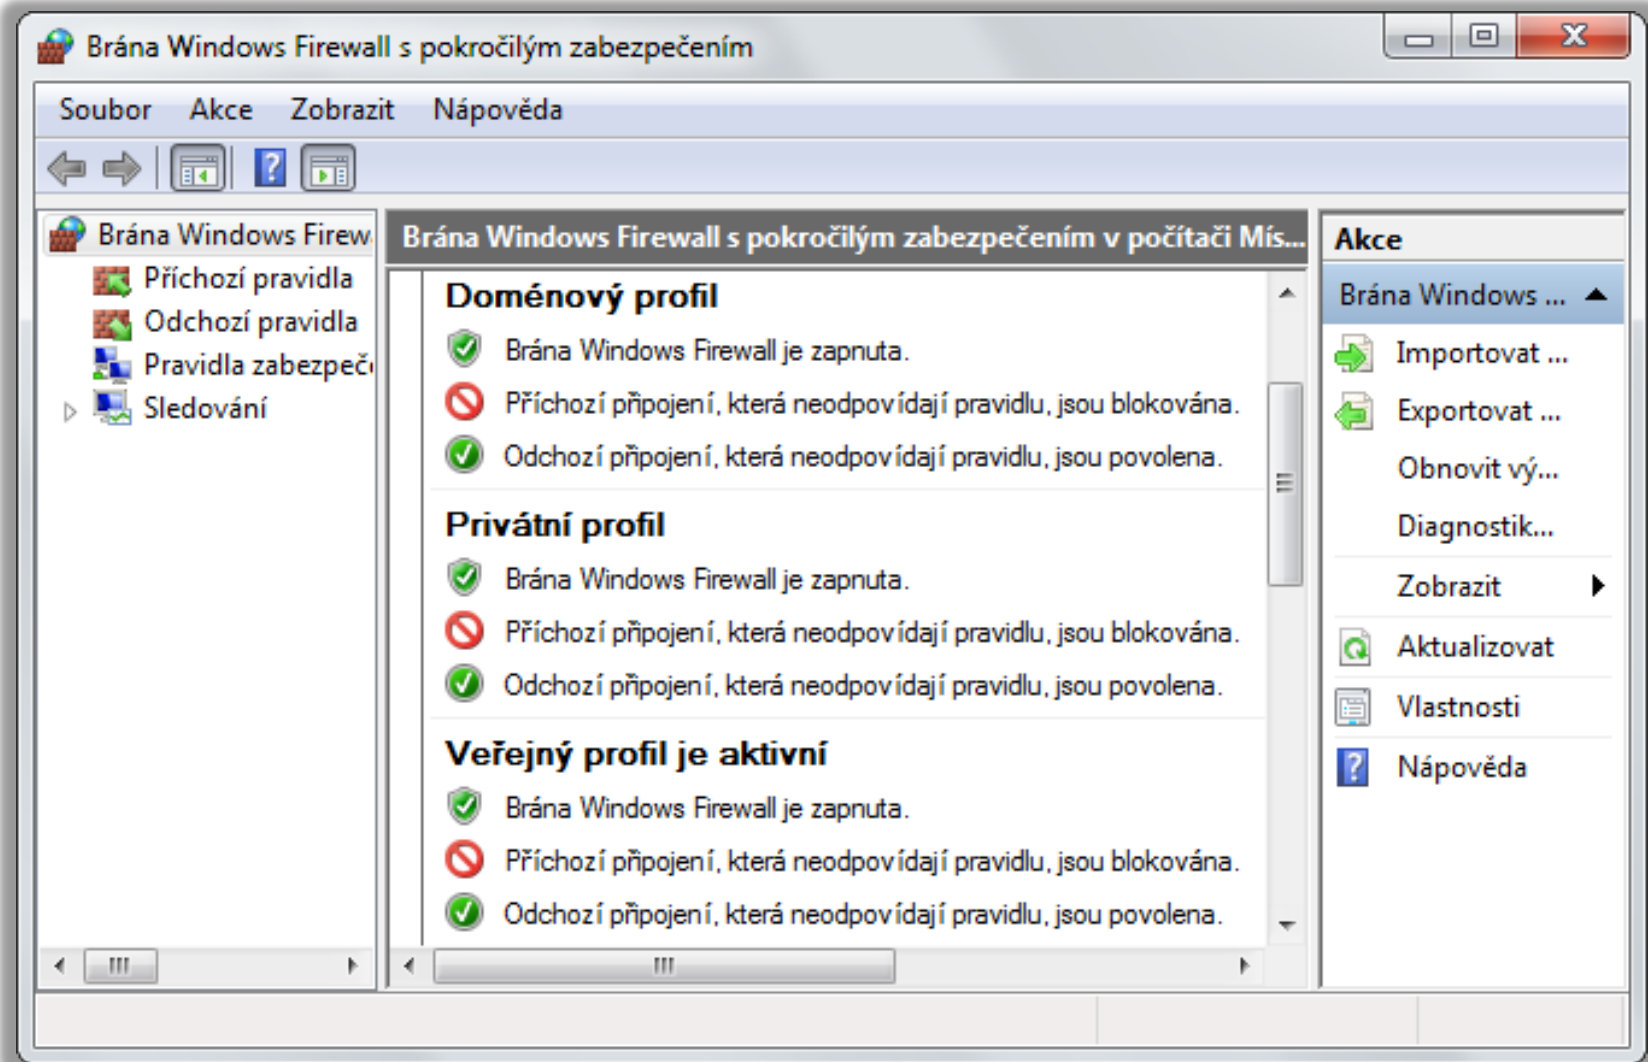 Brána Windows Firewall s pokročilým zabezpečením
Soubor Akce Zobrazit Nápověda
Brána Windows Firew
Příchozí pravidla
Odchozí pravidla
Pravidla zabezpeč
Sledování
Brána Windows Firewall s pokročilým zabezpečením v počítači Mís...
Doménový profil
Brána Windows Firewall je zapnuta.
Příchozí připojení, která neodpovídají pravidlu, jsou blokována.
Odchozí připojení, která neodpovídají pravidlu, jsou povolena.
Privátní profil
Brána Windows Firewall je zapnuta.
Příchozí připojení, která neodpovídají pravidlu, jsou blokována.
Odchozí připojení, která neodpovídají pravidlu, jsou povolena.
Veřejný profil je aktivní
Brána Windows Firewall je zapnuta.
Příchozí připojení, která neodpovídají pravidlu, jsou blokována.
Odchozí připojení, která neodpovídají pravidlu, jsou povolena.
Akce
Brána Windows ...
Importovat ...
Exportovat ...
Obnovit vý...
Diagnostik...
Zobrazit
Aktualizovat
Vlastnosti
Nápověda